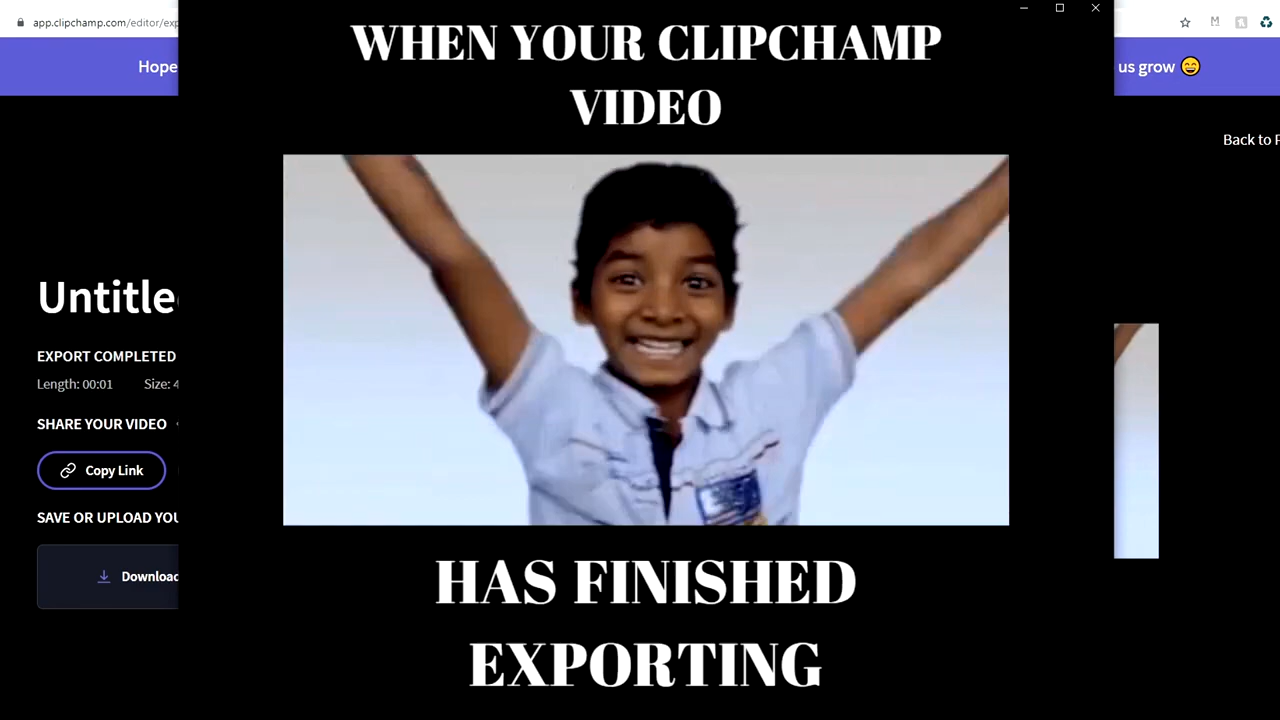 app.clipchamp.com/editor/exp
Hope
us grow
WHEN YOUR CLIPCHAMP
VIDEO
Back to
Untitle
EXPORT COMPLETED
Length: 00:01 Size: 4
SHARE YOUR VIDEO
Copy Link
SAVE OR UPLOAD YOU
Download
HAS FINISHED
EXPORTING